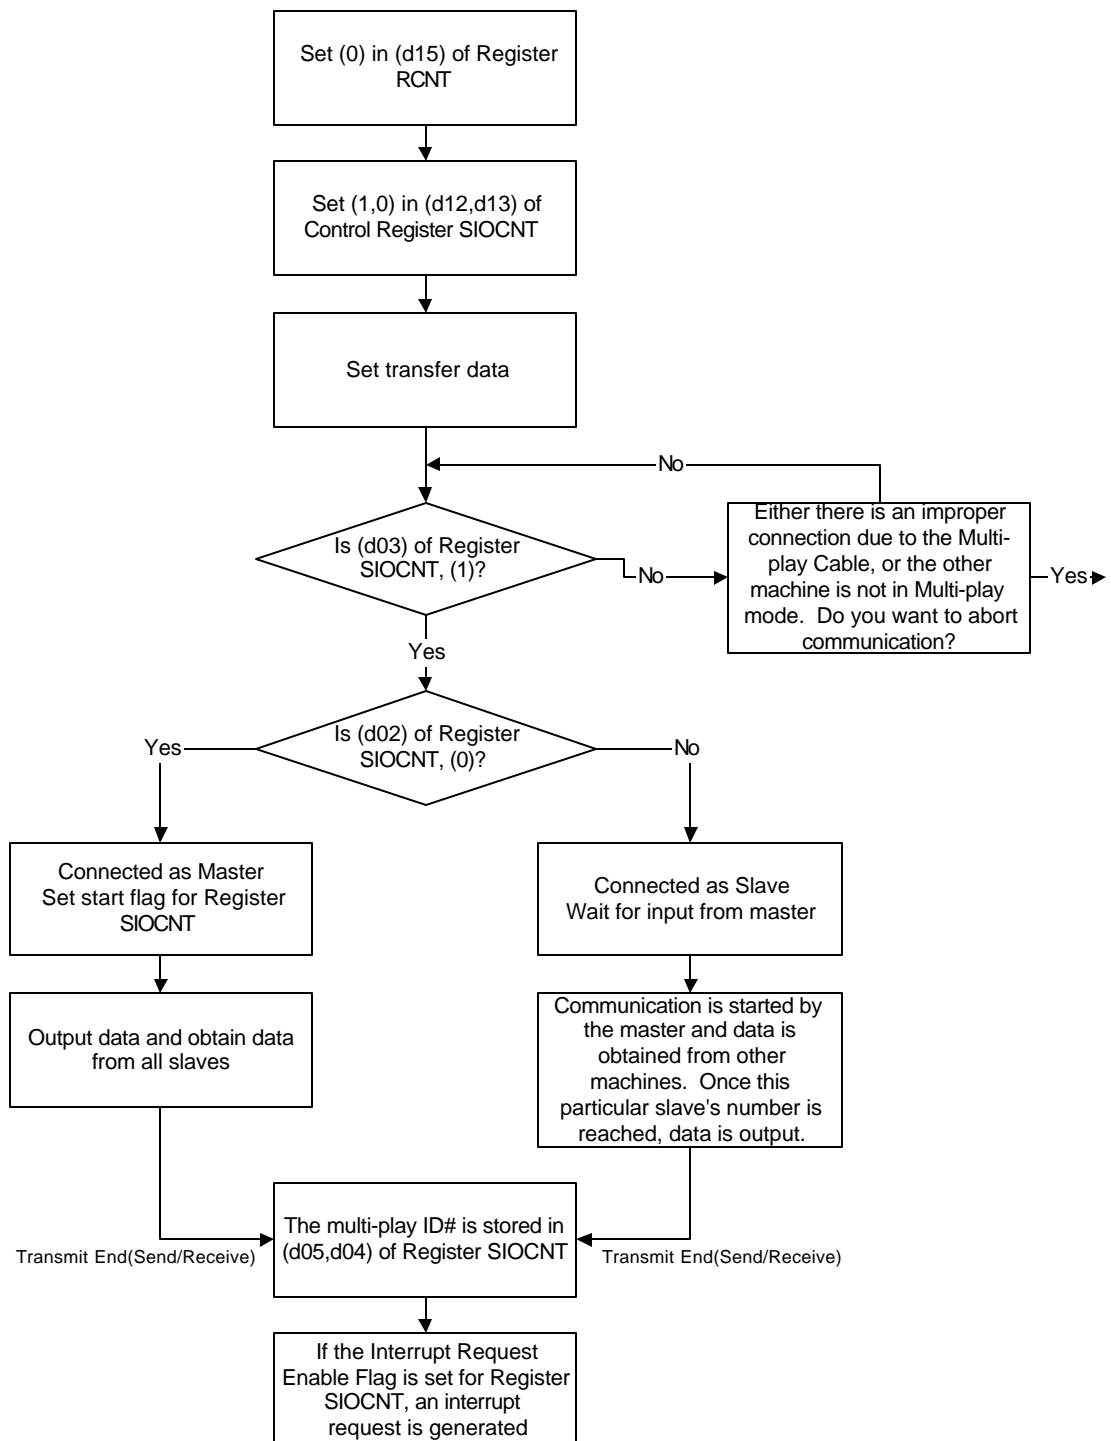 Set (0) in (d15) of Register
RCNT
Set (1,0) in (d12,d13) of
Control Register SIOCNT
Set transfer data
No
Is (d03) of Register
SIOCNT, (1)?
No
Either there is an improper
connection due to the Multi-
play Cable, or the other
machine is not in Multi-play
mode.  Do you want to abort
communication?
Yes
Yes
Is (d02) of Register
SIOCNT, (0)?
Yes
No
Connected as Master
Set start flag for Register
SIOCNT
Connected as Slave
Wait for input from master
Output data and obtain data
from all slaves
Communication is started by
the master and data is
obtained from other
machines.  Once this
particular slave's number is
reached, data is output.
The multi-play ID# is stored in
(d05,d04) of Register SIOCNT
Transmit End(Send/Receive)
Transmit End(Send/Receive)
If the Interrupt Request
Enable Flag is set for Register
SIOCNT, an interrupt
request is generated